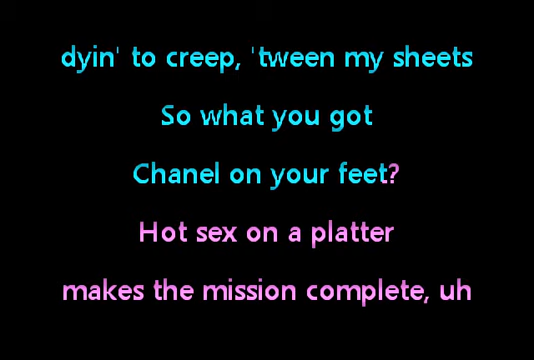 dyin' to creep, 'tween my sheets
So what you got
Chanel on your feet?
Hot sex on a platter
makes the mission complete, uh